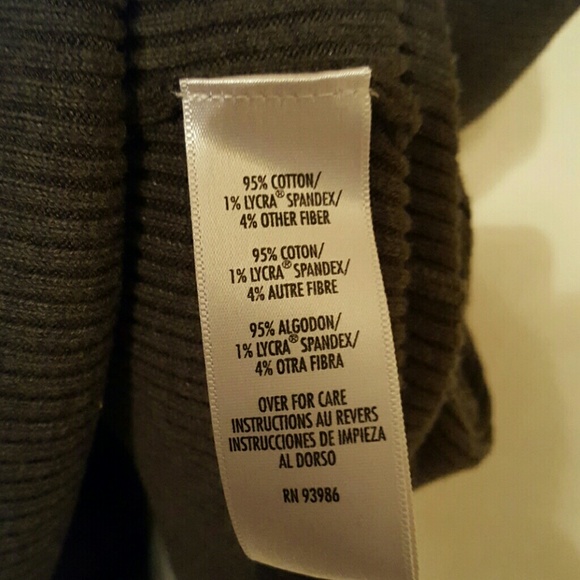 95% COTTON/
1% LYCRA® SPANDEX/
4% OTHER FIBER
95% COTON/
1% LYCRA® SPANDEX/
4% AUTRE FIBRE
95% ALGODON/
1% LYCRA® SPANDEX/
4% OTRA FIBRA
OVER FOR CARE
INSTRUCTIONS AU REVERS
INSTRUCCIONES DE IMPIEZA
AL DORSO
RN 93986